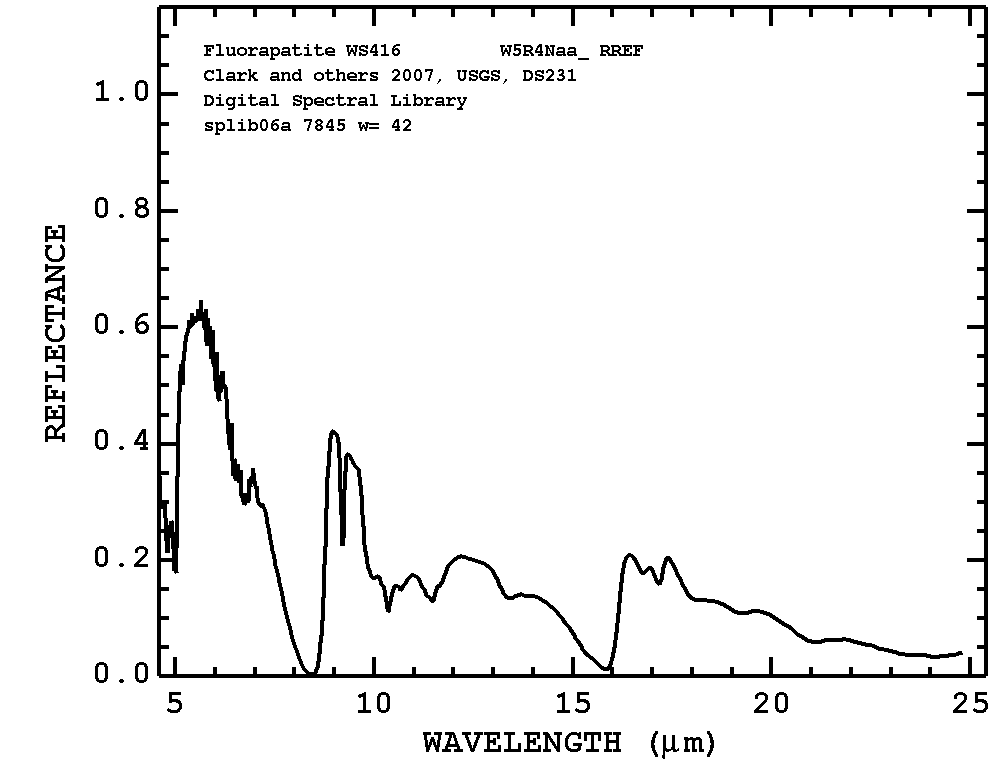 Fluorapatite WS416 W5R4Naa_ RREF
Clark and others 2007, USGS, DS231
Digital Spectral Library
splib06a 7845 w= 42
REFLECTANCE
1.0
0.8
0.6
0.4
0.2
0.0
5 10 15 20 25
WAVELENGTH (μm)